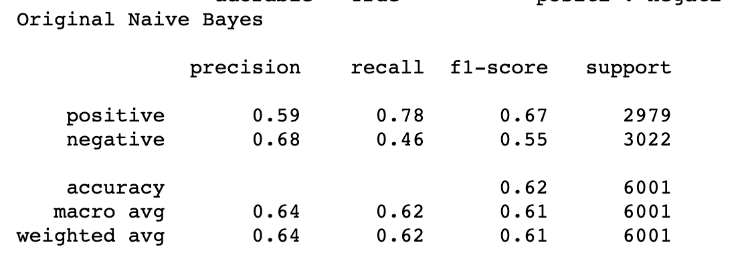 Original Naive Bayes
precision recall f1-score support
positive 0.59 0.78 0.67 2979
negative 0.68 0.46 0.55 3022
accuracy 0.62 6001
macro avg 0.64 0.62 0.61 6001
weighted avg 0.64 0.62 0.61 6001